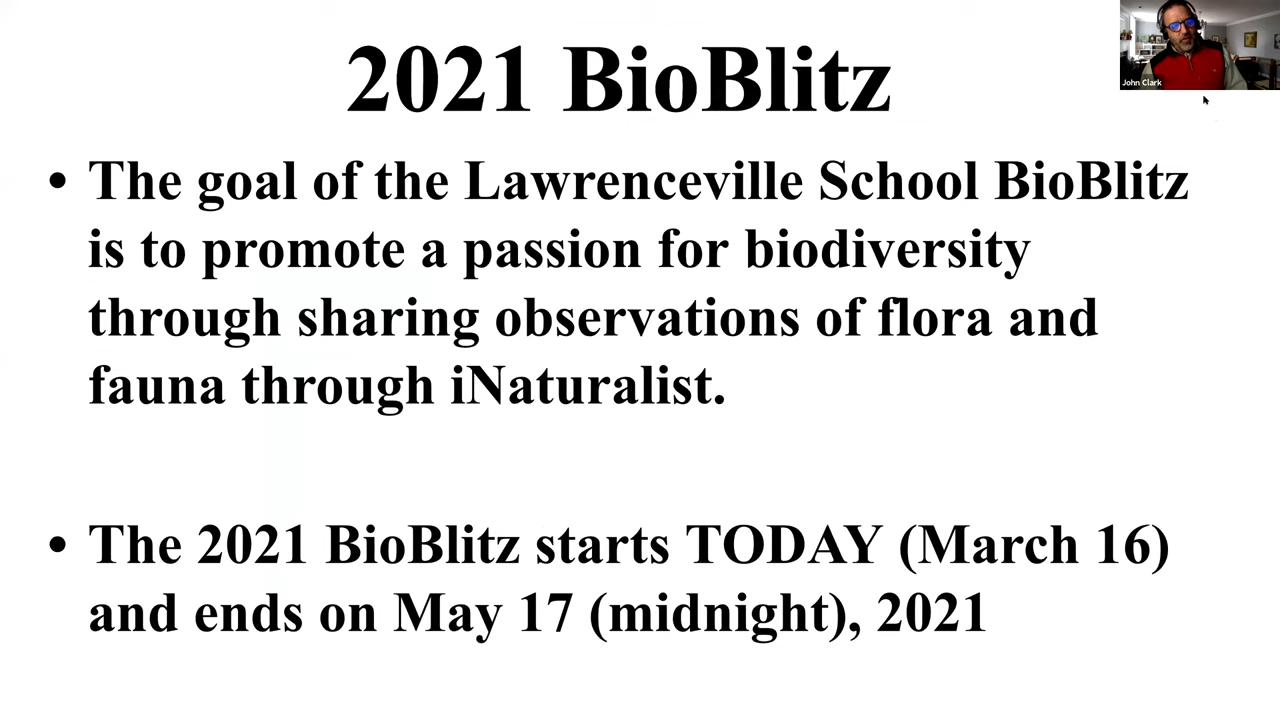 2021 BioBlitz
John Clark
• The goal of the Lawrenceville School BioBlitz
is to promote a passion for biodiversity
through sharing observations of flora and
fauna through iNaturalist.
• The 2021 BioBlitz starts TODAY (March 16)
and ends on May 17 (midnight), 2021